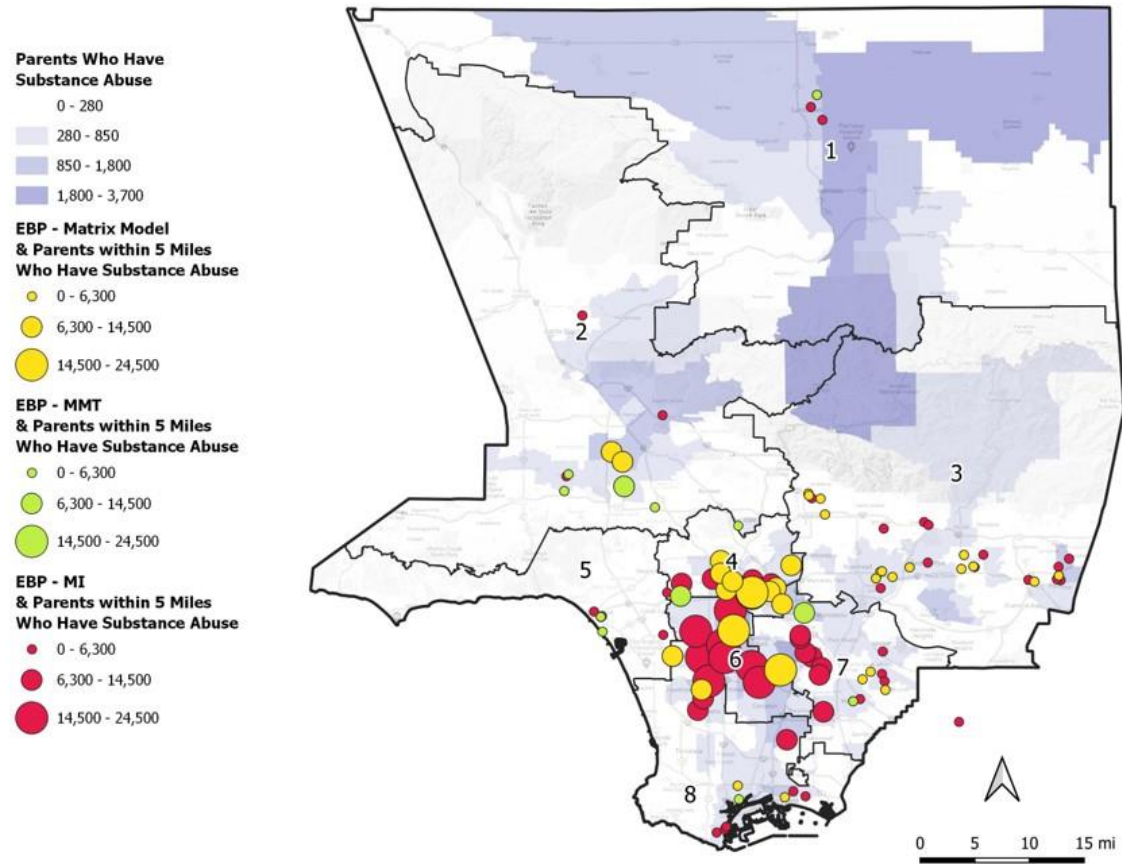 Parents Who Have
Substance Abuse
0 - 280
280 - 850
850 - 1,800
1,800 - 3,700
EBP - Matrix Model
& Parents within 5 Miles
Who Have Substance Abuse
0 - 6,300
6,300 - 14,500
14,500 - 24,500
EBP - MMT
& Parents within 5 Miles
Who Have Substance Abuse
0 - 6,300
6,300 - 14,500
14,500 - 24,500
EBP - MI
& Parents within 5 Miles
Who Have Substance Abuse
0 - 6,300
6,300 - 14,500
14,500 - 24,500
1
2
3
4
5
6
7
8
0 5 10 15 mi